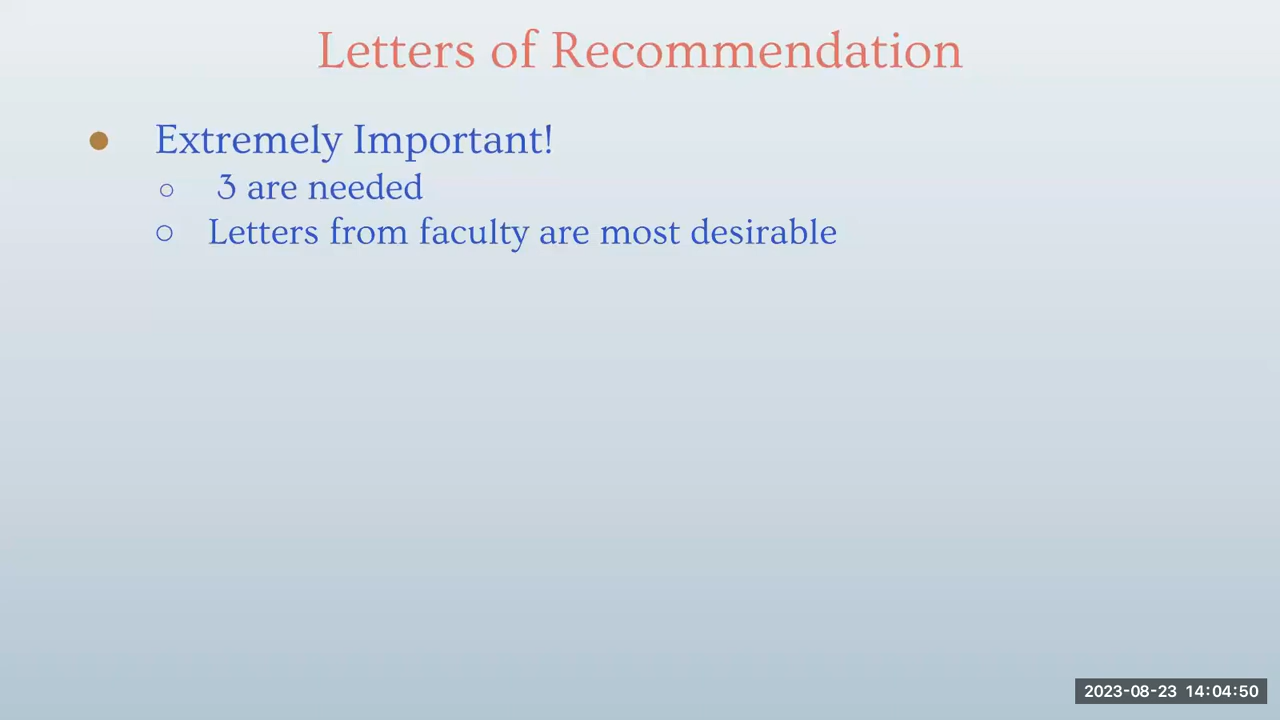 Letters of Recommendation
● Extremely Important!
○ 3 are needed
○ Letters from faculty are most desirable
2023-08-23 14:04:50